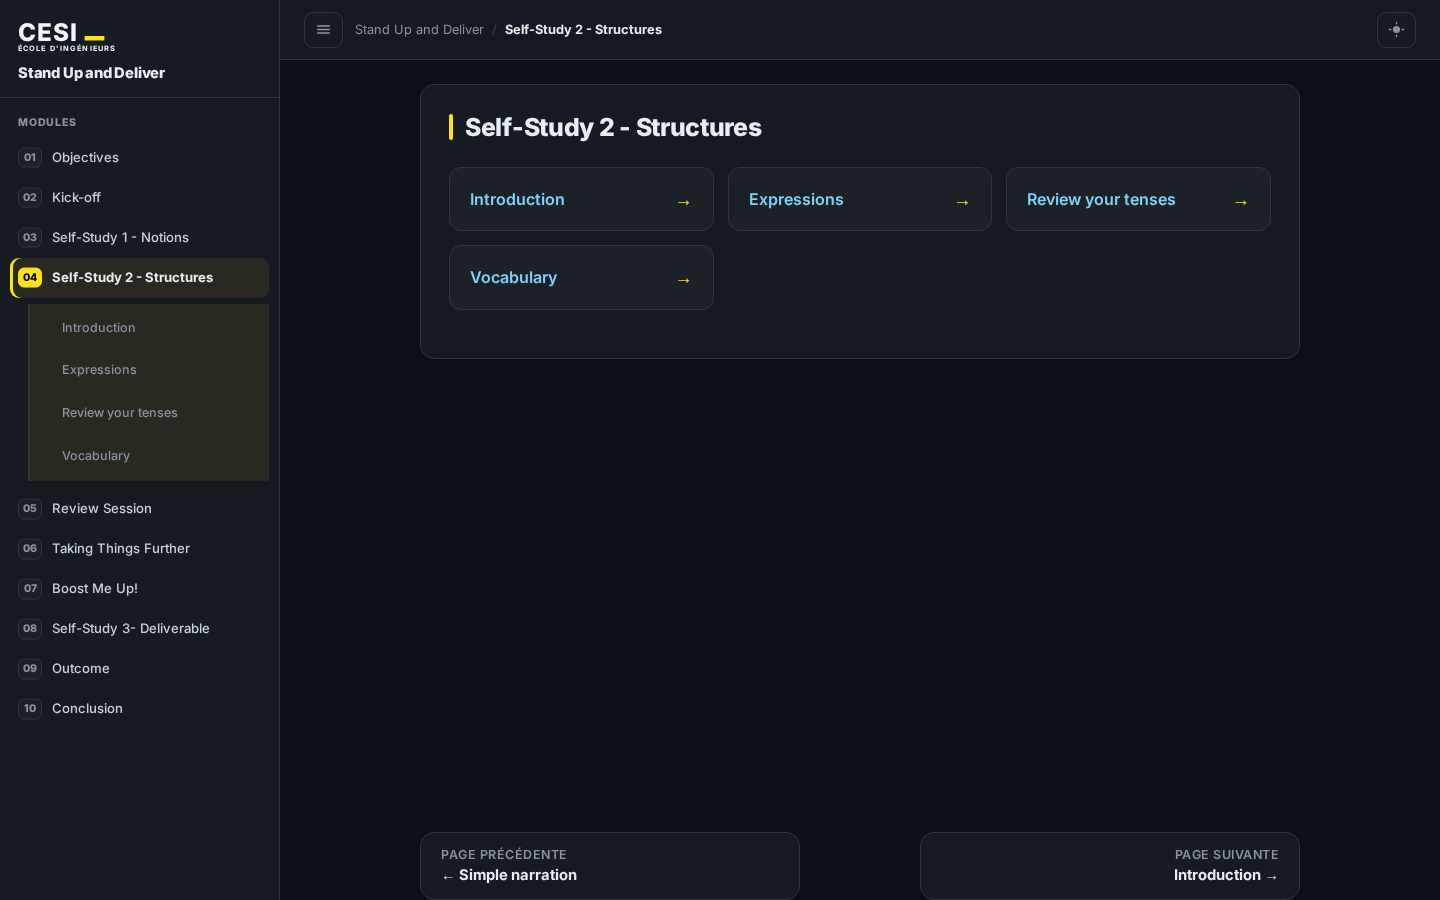 CESI
ÉCOLE D'INGÉNIEURS
Stand Up and Deliver
MODULES
01 Objectives
02 Kick-off
03 Self-Study 1 - Notions
04 Self-Study 2 - Structures
Introduction
Expressions
Review your tenses
Vocabulary
05 Review Session
06 Taking Things Further
07 Boost Me Up!
08 Self-Study 3- Deliverable
09 Outcome
10 Conclusion
Stand Up and Deliver / Self-Study 2 - Structures
Self-Study 2 - Structures
Introduction →
Expressions →
Review your tenses →
Vocabulary →
PAGE PRÉCÉDENTE
← Simple narration
PAGE SUIVANTE
Introduction →